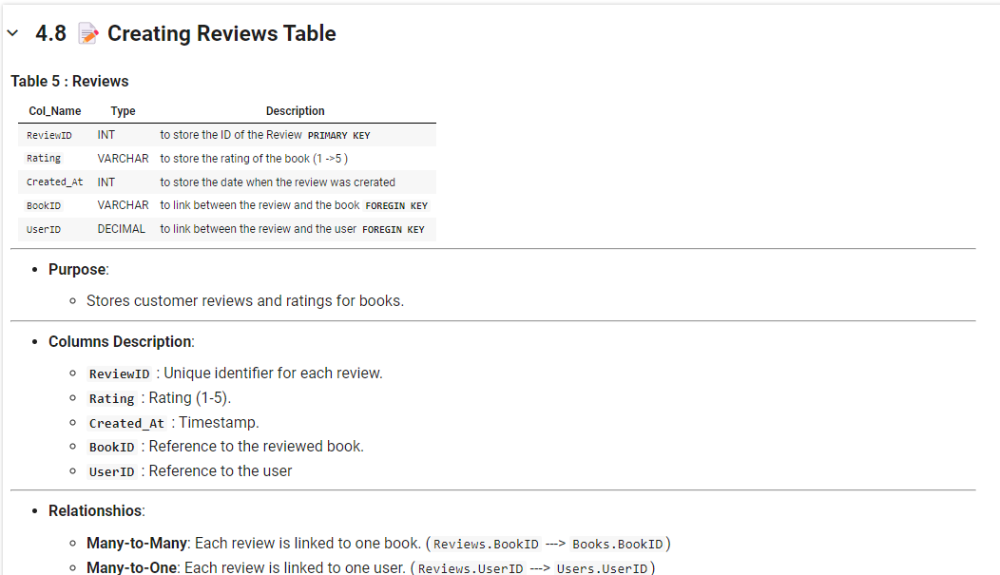 4.8 📝 Creating Reviews Table
Table 5 : Reviews
Col_Name Type Description
ReviewID INT to store the ID of the Review PRIMARY KEY
Rating VARCHAR to store the rating of the book (1 ->5 )
Created_At INT to store the date when the review was crerated
BookID VARCHAR to link between the review and the book FOREGIN KEY
UserID DECIMAL to link between the review and the user FOREGIN KEY
• Purpose:
◦ Stores customer reviews and ratings for books.
• Columns Description:
◦ ReviewID : Unique identifier for each review.
◦ Rating : Rating (1-5).
◦ Created_At : Timestamp.
◦ BookID : Reference to the reviewed book.
◦ UserID : Reference to the user
• Relationshios:
◦ Many-to-Many: Each review is linked to one book. (Reviews.BookID ---> Books.BookID)
◦ Many-to-One: Each review is linked to one user. (Reviews.UserID ---> Users.UserID)